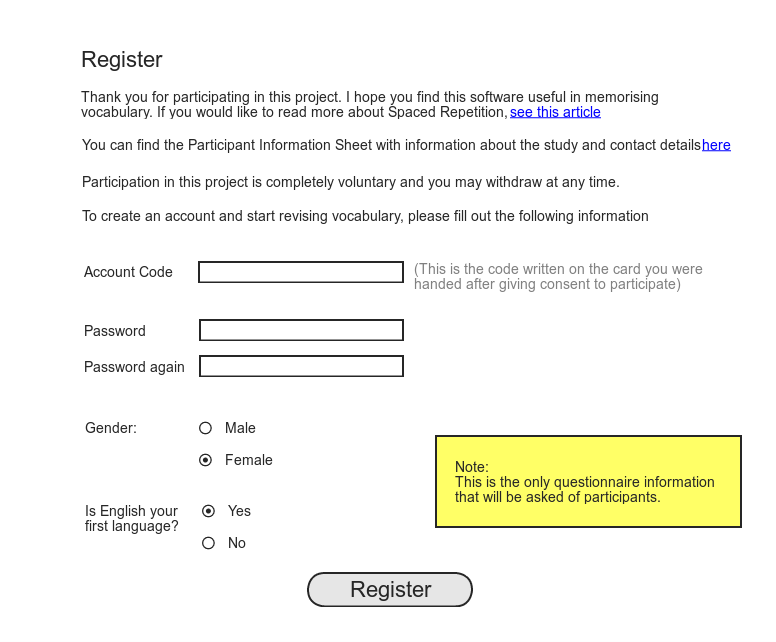 Register
Thank you for participating in this project. I hope you find this software useful in memorising
vocabulary. If you would like to read more about Spaced Repetition, see this article
You can find the Participant Information Sheet with information about the study and contact details here
Participation in this project is completely voluntary and you may withdraw at any time.
To create an account and start revising vocabulary, please fill out the following information
Account Code
(This is the code written on the card you were
handed after giving consent to participate)
Password
Password again
Gender:
Male
Female
Note:
This is the only questionnaire information
that will be asked of participants.
Is English your
first language?
Yes
No
Register